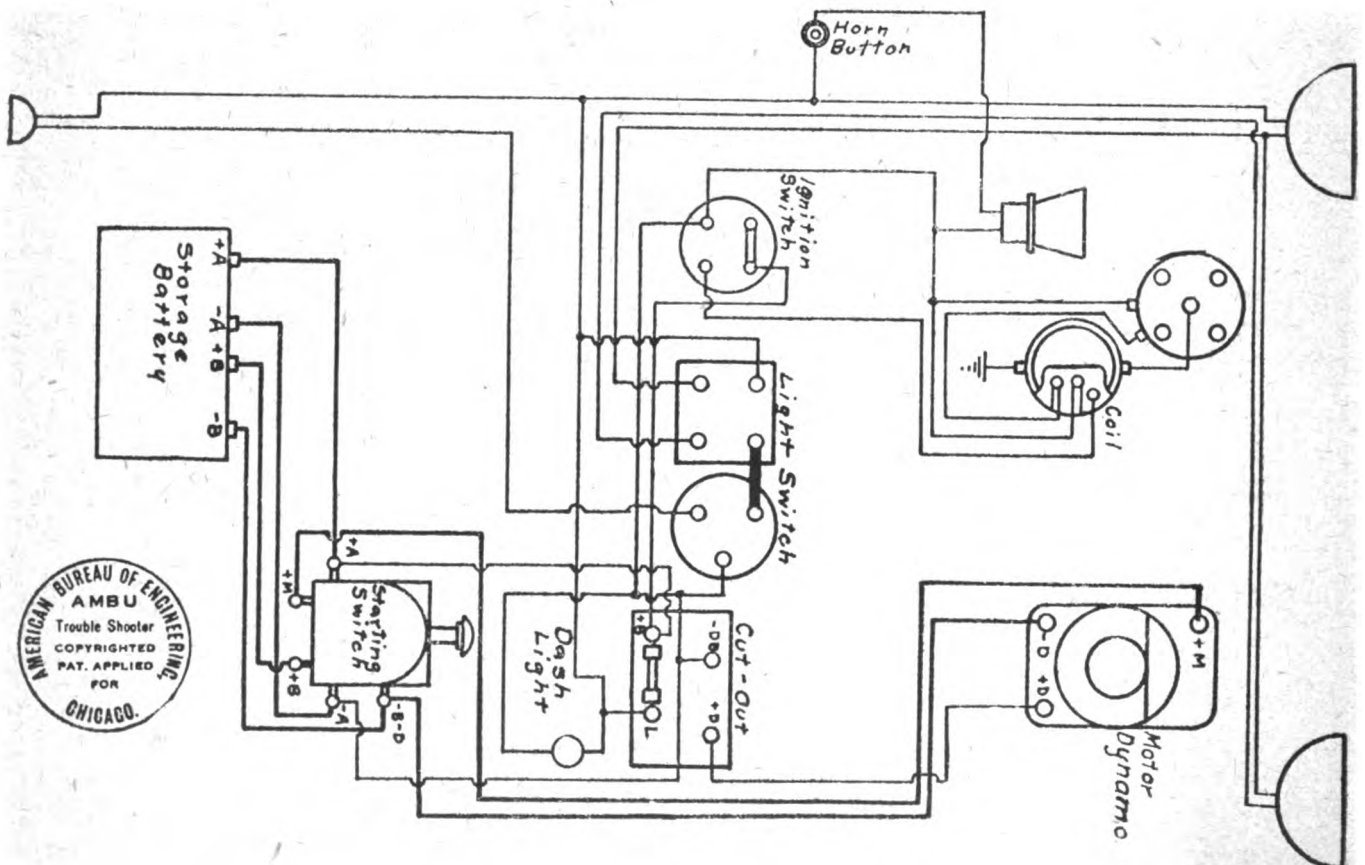 Horn
Button
Ignition
Switch
Storage
Battery
+A
-A
+B
-B
Light Switch
Coil
+A
+M
Starting
Switch
+B
-A
-B-D
Dash
Light
Cut-Out
+B
-D
L
+D
+M
-D
+D
Motor
Dynamo
AMERICAN BUREAU OF ENGINEERING,
AMBU
Trouble Shooter
COPYRIGHTED
PAT. APPLIED
FOR
CHICAGO.